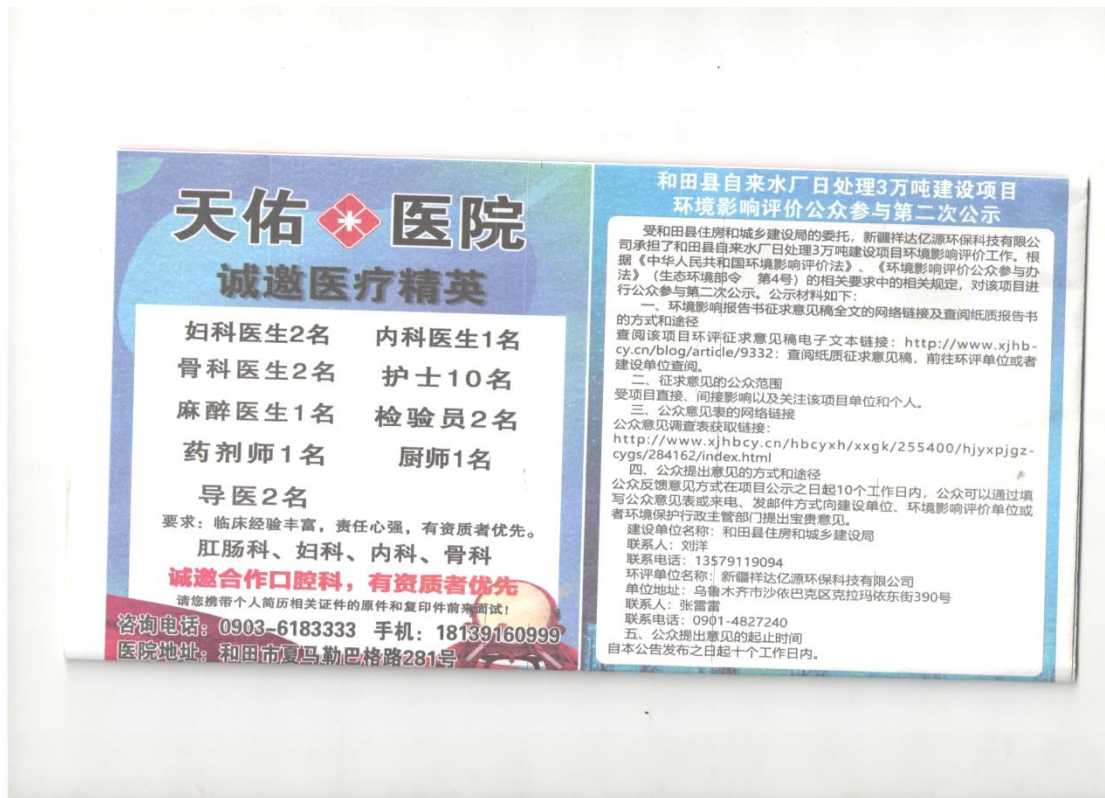 天佑医院
诚邀医疗精英
妇科医生2名 内科医生1名
骨科医生2名 护士10名
麻醉医生1名 检验员2名
药剂师1名 厨师1名
导医2名
要求：临床经验丰富，责任心强，有资质者优先。
肛肠科、妇科、内科、骨科
诚邀合作口腔科，有资质者优先
请您携带个人简历相关证件的原件和复印件前来面试！
咨询电话：0903-6183333 手机：18139160999
医院地址：和田市夏马勒巴格路281号
和田县自来水厂日处理3万吨建设项目
环境影响评价公众参与第二次公示
受和田县住房和城乡建设局的委托，新疆祥达亿源环保科技有限公
司承担了和田县自来水厂日处理3万吨建设项目环境影响评价工作。根
据《中华人民共和国环境影响评价法》、《环境影响评价公众参与办
法》（生态环境部令 第4号）的相关要求中的相关规定，对该项目进
行公众参与第二次公示。公示材料如下：
一、环境影响报告书征求意见稿全文的网络链接及查阅纸质报告书
的方式和途径
查阅该项目环评征求意见稿电子文本链接：http://www.xjhb-
cy.cn/blog/article/9332：查阅纸质征求意见稿，前往环评单位或者
建设单位查阅。
二、征求意见的公众范围
受项目直接、间接影响以及关注该项目单位和个人。
三、公众意见表的网络链接
公众意见调查表获取链接：
http://www.xjhbcy.cn/hbcyxh/xxgk/255400/hjyxpjgz-
cygs/284162/index.html
四、公众提出意见的方式和途径
公众反馈意见方式在项目公示之日起10个工作日内，公众可以通过填
写公众意见表或来电、发邮件方式向建设单位、环境影响评价单位或
者环境保护行政主管部门提出宝贵意见。
建设单位名称：和田县住房和城乡建设局
联系人：刘洋
联系电话：13579119094
环评单位名称：新疆祥达亿源环保科技有限公司
单位地址：乌鲁木齐市沙依巴克区克拉玛依东街390号
联系人：张雷雷
联系电话：0901-4827240
五、公众提出意见的起止时间
自本公告发布之日起十个工作日内。